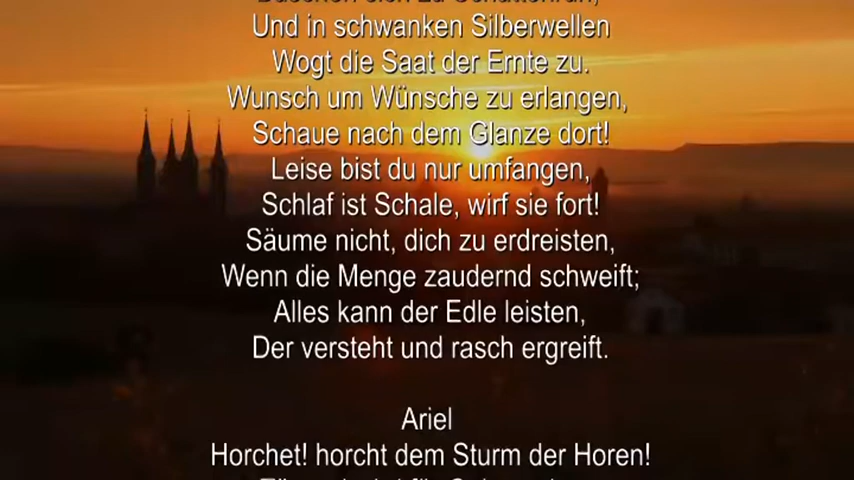 Und in schwanken Silberwellen
Wogt die Saat der Ernte zu.
Wunsch um Wünsche zu erlangen,
Schaue nach dem Glanze dort!
Leise bist du nur umfangen,
Schlaf ist Schale, wirf sie fort!
Säume nicht, dich zu erdreisten,
Wenn die Menge zaudernd schweift;
Alles kann der Edle leisten,
Der versteht und rasch ergreift.
Ariel
Horchet! horcht dem Sturm der Horen!